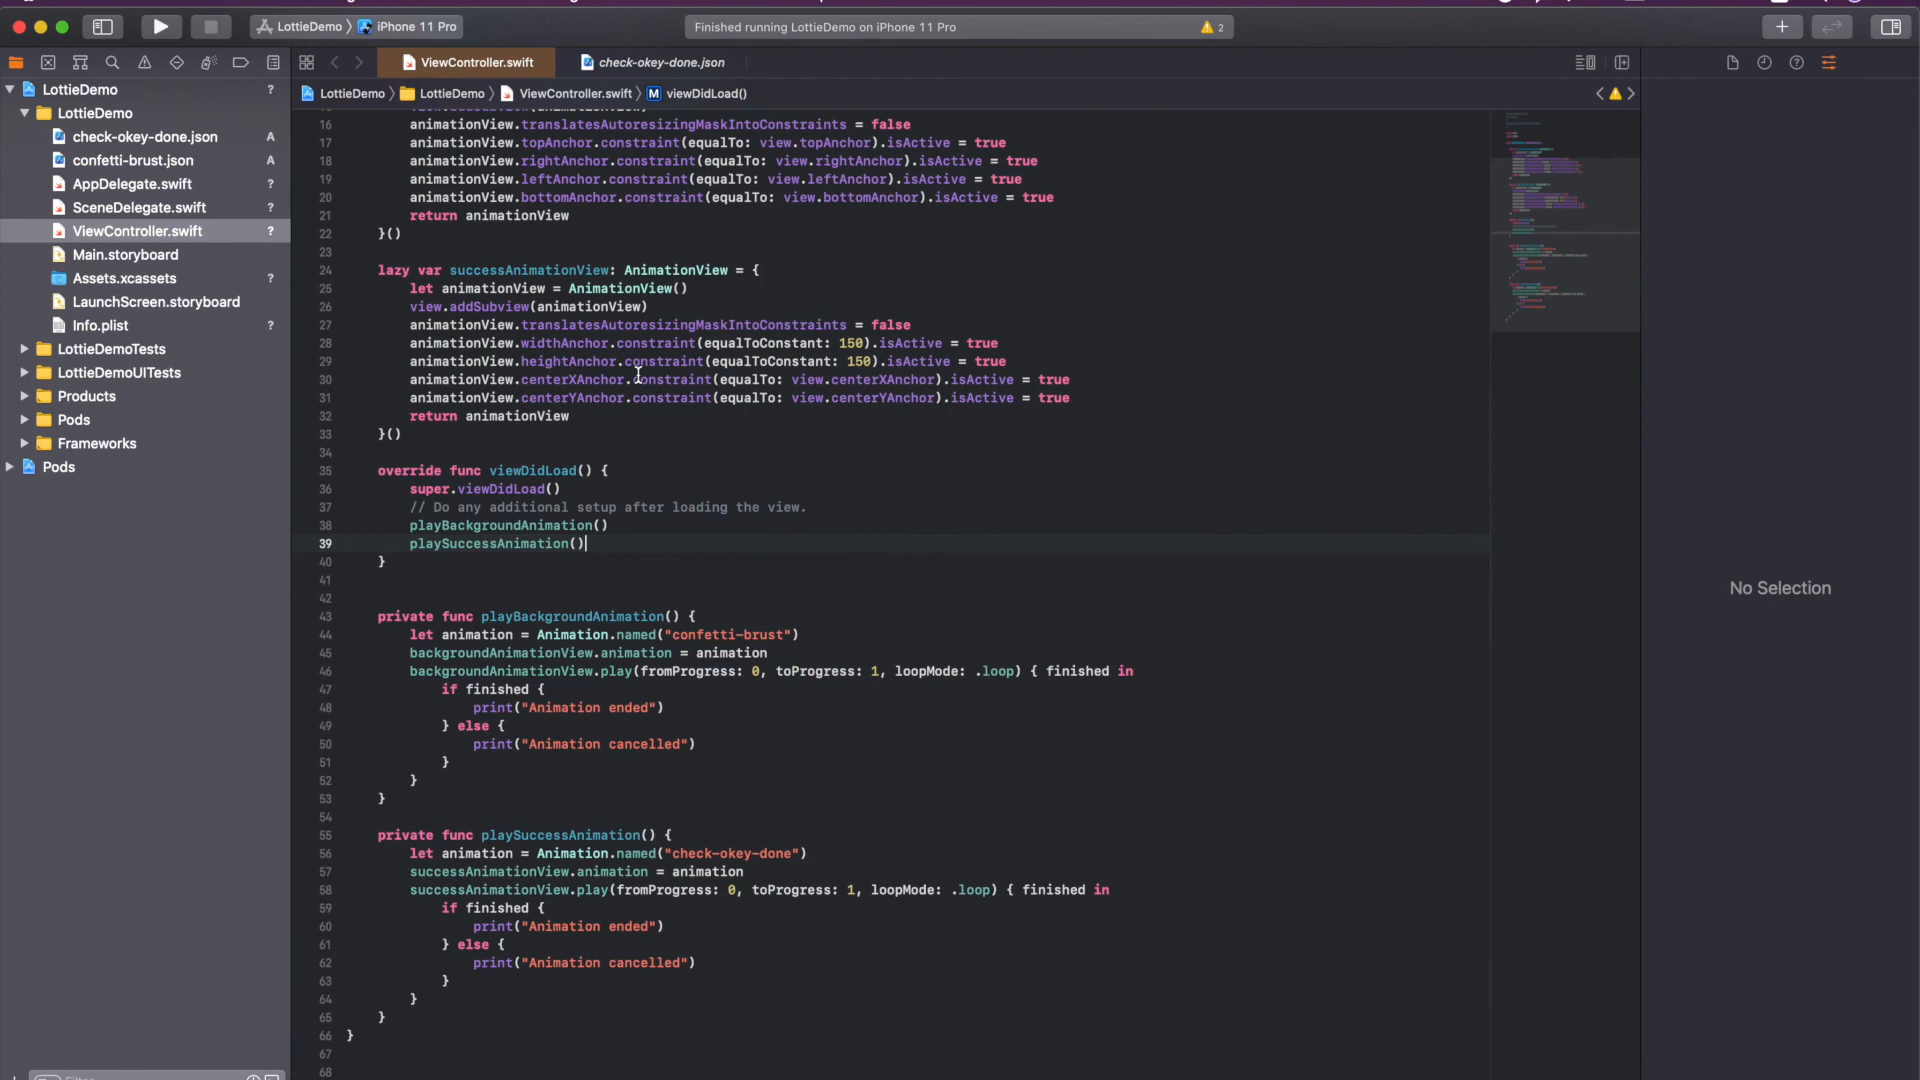 LottieDemo
iPhone 11 Pro
Finished running LottieDemo on iPhone 11 Pro
2
ViewController.swift
check-okey-done.json
LottieDemo
LottieDemo
ViewController.swift
M
viewDidLoad()
LottieDemo ?
LottieDemo
check-okey-done.json A
confetti-brust.json A
AppDelegate.swift ?
SceneDelegate.swift ?
ViewController.swift ?
Main.storyboard
Assets.xcassets ?
LaunchScreen.storyboard
Info.plist ?
LottieDemoTests
LottieDemoUITests
Products
Pods
Frameworks
Pods
16 animationView.translatesAutoresizingMaskIntoConstraints = false
17 animationView.topAnchor.constraint(equalTo: view.topAnchor).isActive = true
18 animationView.rightAnchor.constraint(equalTo: view.rightAnchor).isActive = true
19 animationView.leftAnchor.constraint(equalTo: view.leftAnchor).isActive = true
20 animationView.bottomAnchor.constraint(equalTo: view.bottomAnchor).isActive = true
21 return animationView
22 }()
23
24 lazy var successAnimationView: AnimationView = {
25 let animationView = AnimationView()
26 view.addSubview(animationView)
27 animationView.translatesAutoresizingMaskIntoConstraints = false
28 animationView.widthAnchor.constraint(equalToConstant: 150).isActive = true
29 animationView.heightAnchor.constraint(equalToConstant: 150).isActive = true
30 animationView.centerXAnchor.constraint(equalTo: view.centerXAnchor).isActive = true
31 animationView.centerYAnchor.constraint(equalTo: view.centerYAnchor).isActive = true
32 return animationView
33 }()
34
35 override func viewDidLoad() {
36 super.viewDidLoad()
37 // Do any additional setup after loading the view.
38 playBackgroundAnimation()
39 playSuccessAnimation()
40 }
41
42
43 private func playBackgroundAnimation() {
44 let animation = Animation.named("confetti-brust")
45 backgroundAnimationView.animation = animation
46 backgroundAnimationView.play(fromProgress: 0, toProgress: 1, loopMode: .loop) { finished in
47 if finished {
48 print("Animation ended")
49 } else {
50 print("Animation cancelled")
51 }
52 }
53 }
54
55 private func playSuccessAnimation() {
56 let animation = Animation.named("check-okey-done")
57 successAnimationView.animation = animation
58 successAnimationView.play(fromProgress: 0, toProgress: 1, loopMode: .loop) { finished in
59 if finished {
60 print("Animation ended")
61 } else {
62 print("Animation cancelled")
63 }
64 }
65 }
66 }
67
68
No Selection